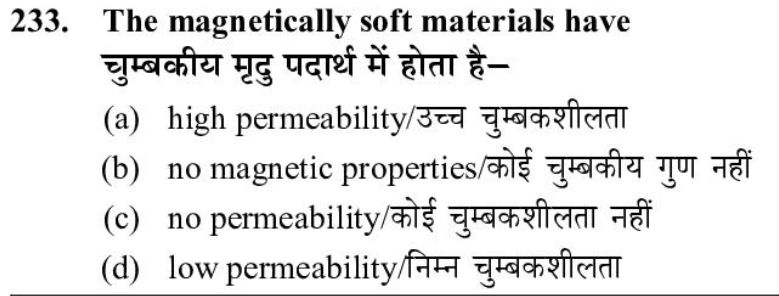 233. The magnetically soft materials have
चुम्बकीय मृदु पदार्थ में होता है–
(a) high permeability/उच्च चुम्बकशीलता
(b) no magnetic properties/कोई चुम्बकीय गुण नहीं
(c) no permeability/कोई चुम्बकशीलता नहीं
(d) low permeability/निम्न चुम्बकशीलता